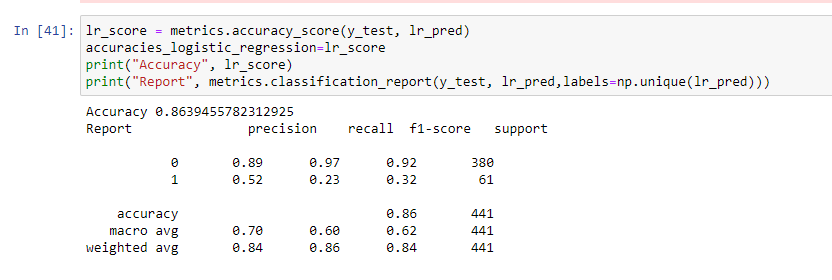 In [41]: lr_score = metrics.accuracy_score(y_test, lr_pred)
accuracies_logistic_regression=lr_score
print("Accuracy", lr_score)
print("Report", metrics.classification_report(y_test, lr_pred,labels=np.unique(lr_pred)))
Accuracy 0.8639455782312925
Report precision recall f1-score support
0 0.89 0.97 0.92 380
1 0.52 0.23 0.32 61
accuracy 0.86 441
macro avg 0.70 0.60 0.62 441
weighted avg 0.84 0.86 0.84 441